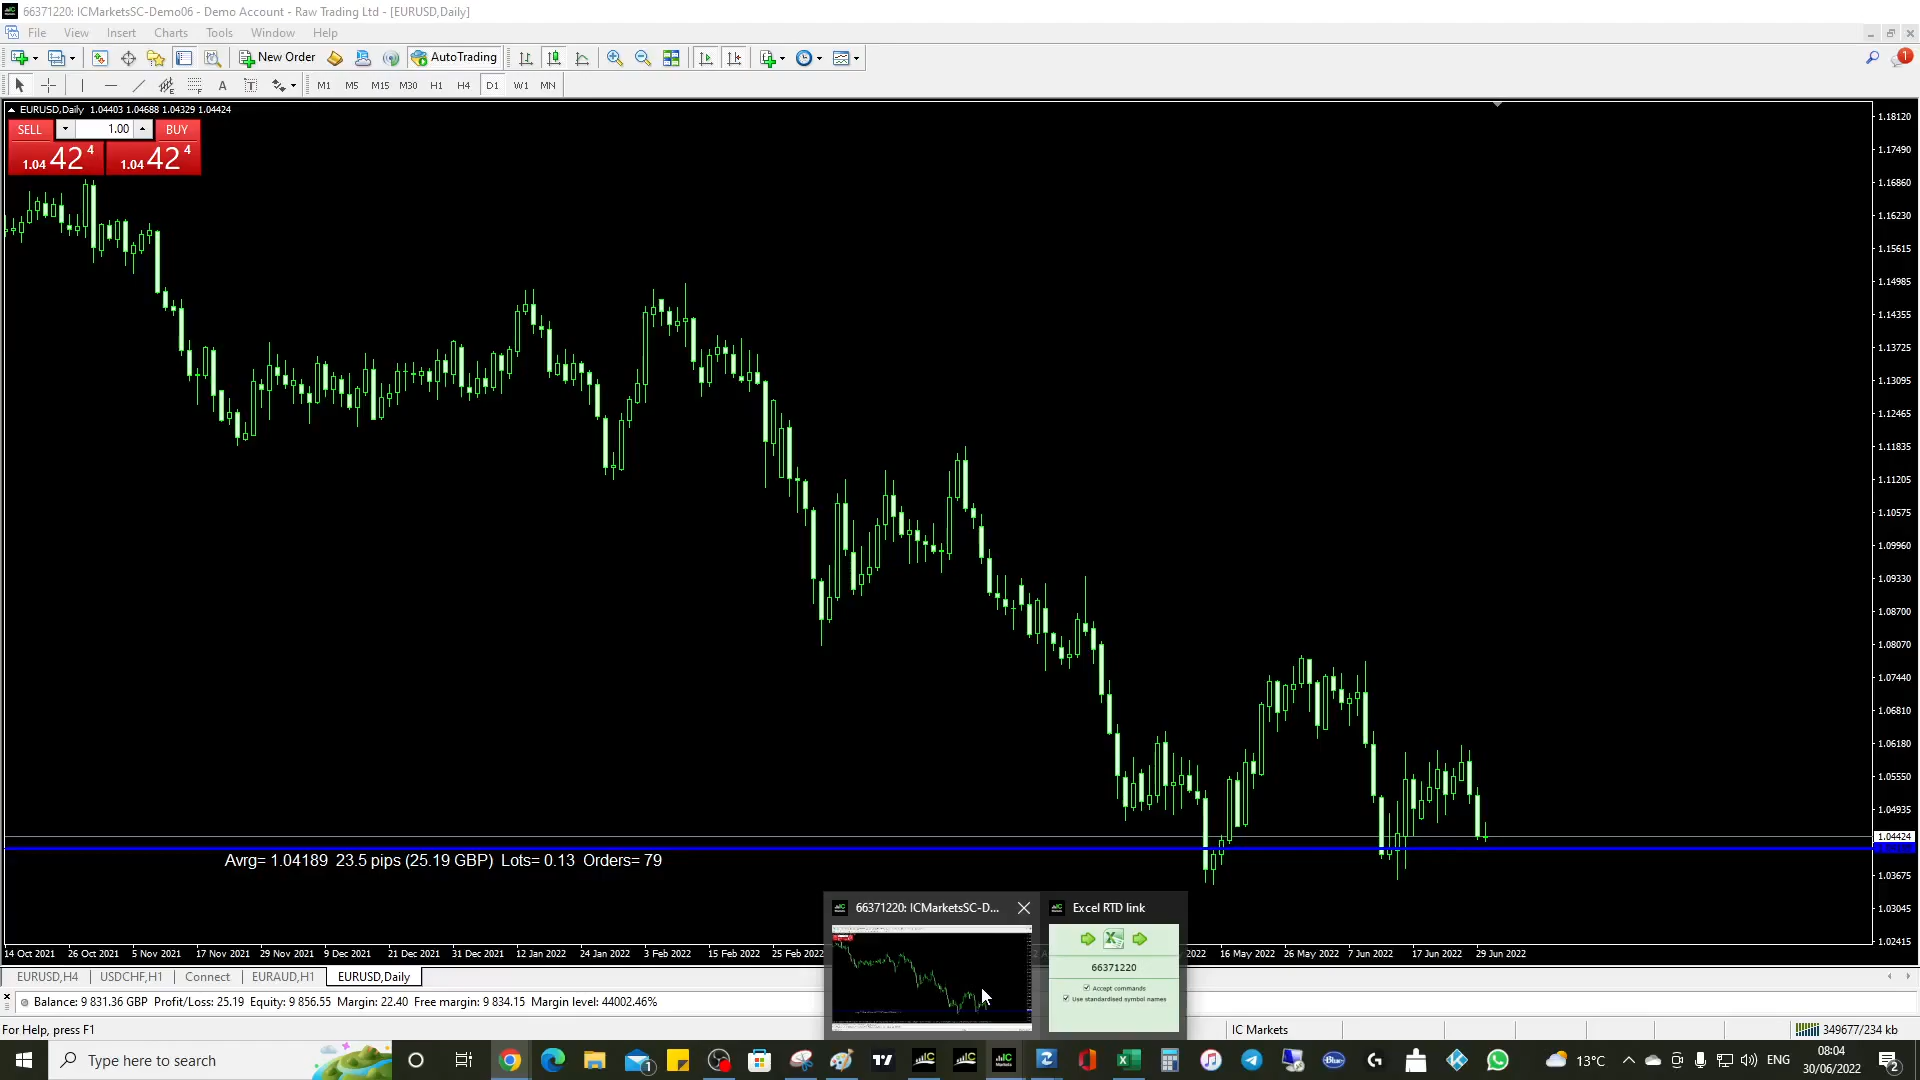 66371220: ICMarketsSC-Demo06 - Demo Account - Raw Trading Ltd - [EURUSD,Daily]
File View Insert Charts Tools Window Help
New Order AutoTrading 1
A T M1 M5 M15 M30 H1 H4 D1 W1 MN
EURUSD,Daily 1.04403 1.04688 1.04329 1.04424
SELL 1.00 BUY
1.04 42 4 1.04 42 4
1.18120
1.17490
1.16860
1.16230
1.15615
1.14985
1.14355
1.13725
1.13095
1.12465
1.11835
1.11205
1.10575
1.09960
1.09330
1.08700
1.08070
1.07440
1.06810
1.06180
1.05550
1.04935
1.04424
Avrg= 1.04189 23.5 pips (25.19 GBP) Lots= 0.13 Orders= 79
1.03675
1.03045
1.02415
66371220: ICMarketsSC-D... Excel RTD link
66371220
Accept commands
Use standardised symbol names
14 Oct 2021 26 Oct 2021 5 Nov 2021 17 Nov 2021 29 Nov 2021 9 Dec 2021 21 Dec 2021 31 Dec 2021 12 Jan 2022 24 Jan 2022 3 Feb 2022 15 Feb 2022 25 Feb 2022 16 May 2022 26 May 2022 7 Jun 2022 17 Jun 2022 29 Jun 2022
EURUSD,H4 USDCHF,H1 Connect EURAUD,H1 EURUSD,Daily
Balance: 9 831.36 GBP Profit/Loss: 25.19 Equity: 9 856.55 Margin: 22.40 Free margin: 9 834.15 Margin level: 44002.46%
For Help, press F1 IC Markets 349677/234 kb
Type here to search 13°C ENG 08:04
30/06/2022 2